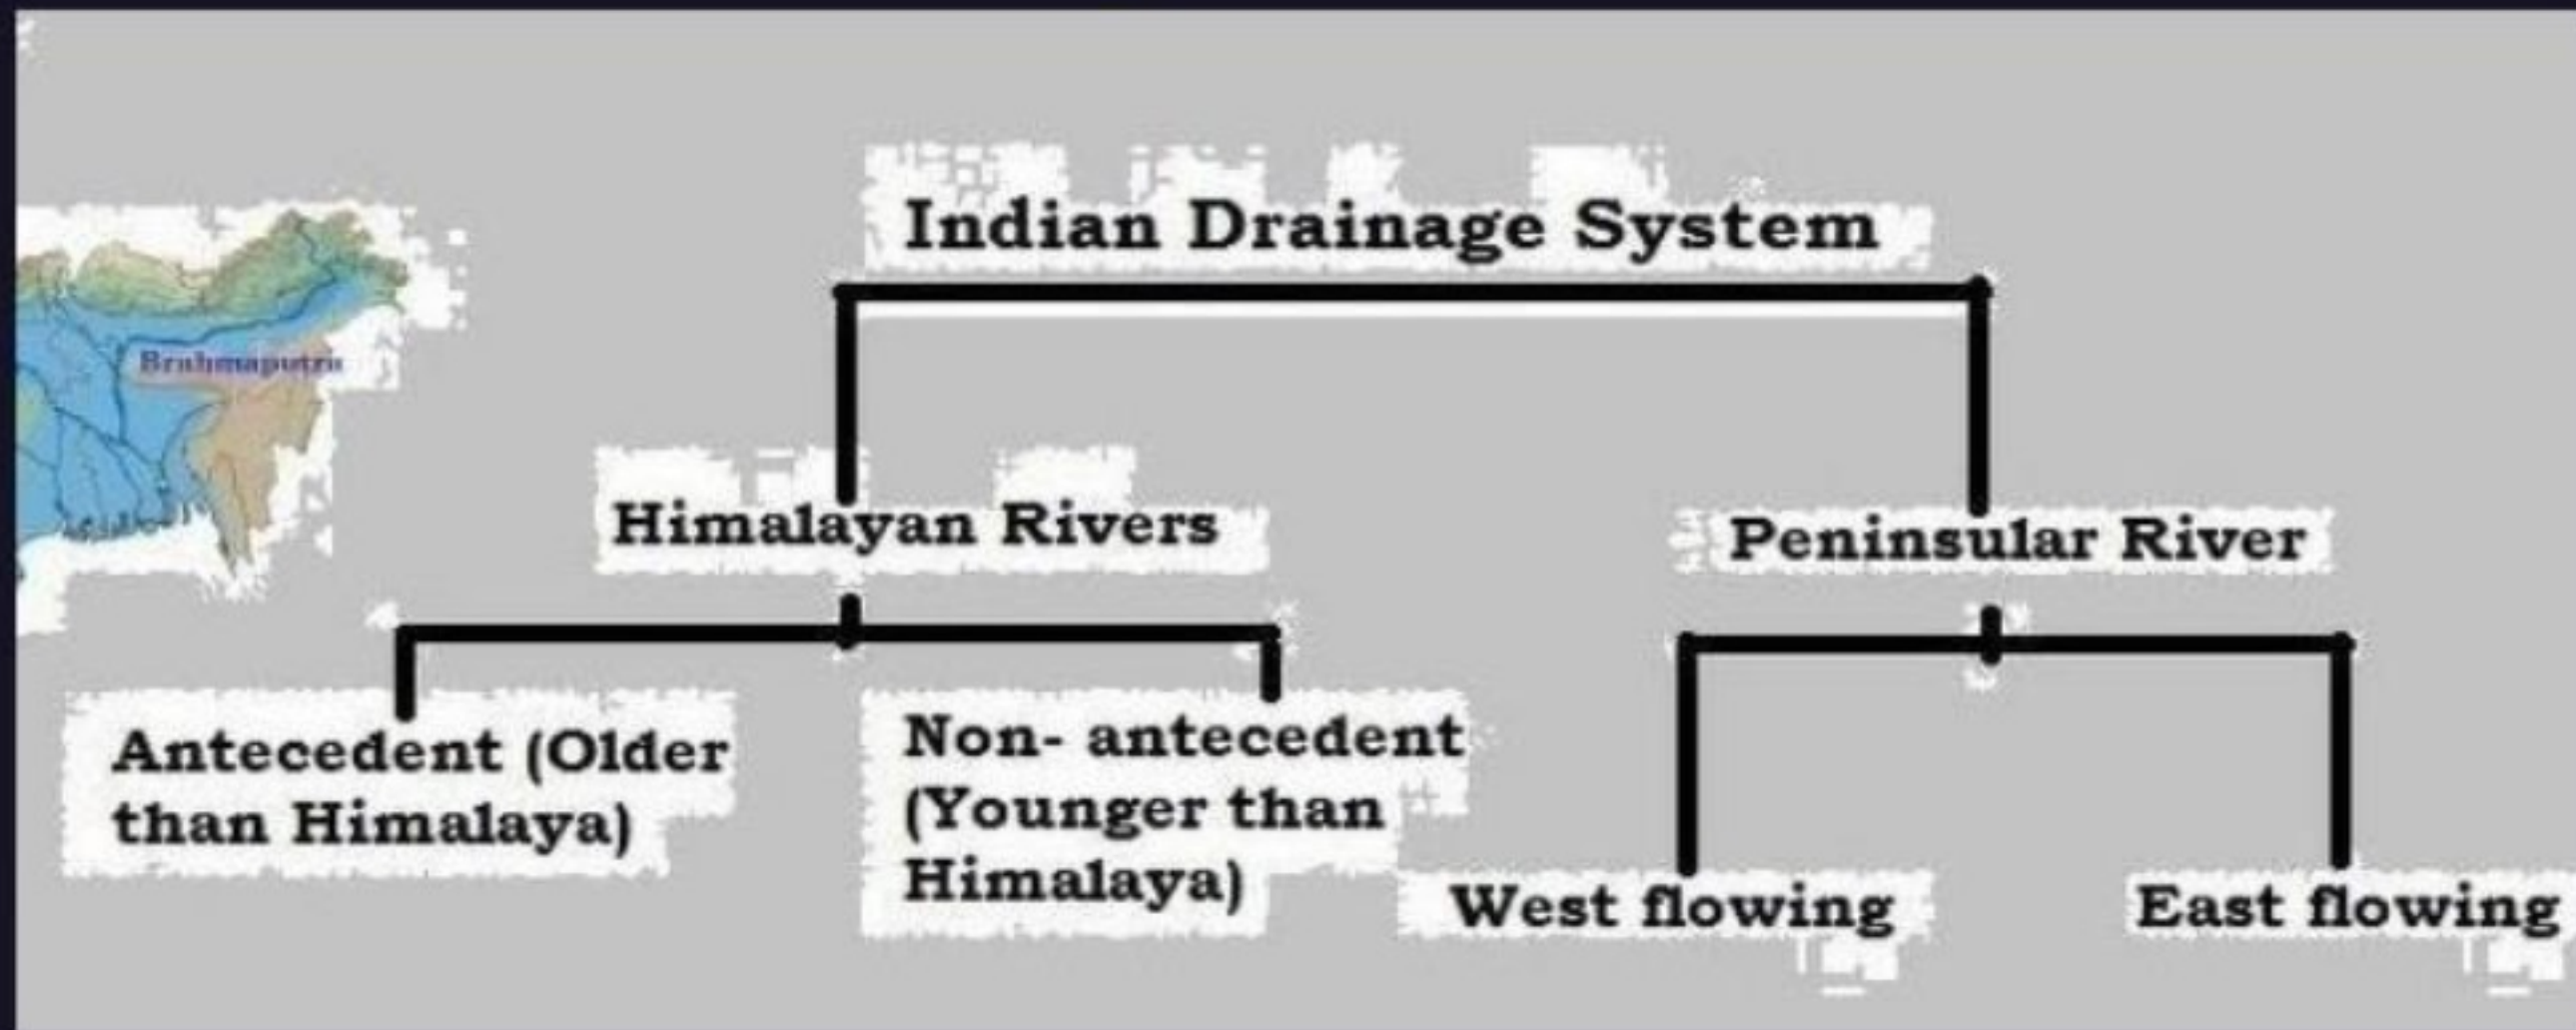 Indian Drainage System
Brahmaputra
Himalayan Rivers
Peninsular River
Antecedent (Older
than Himalaya)
Non- antecedent
(Younger than
Himalaya)
West flowing
East flowing